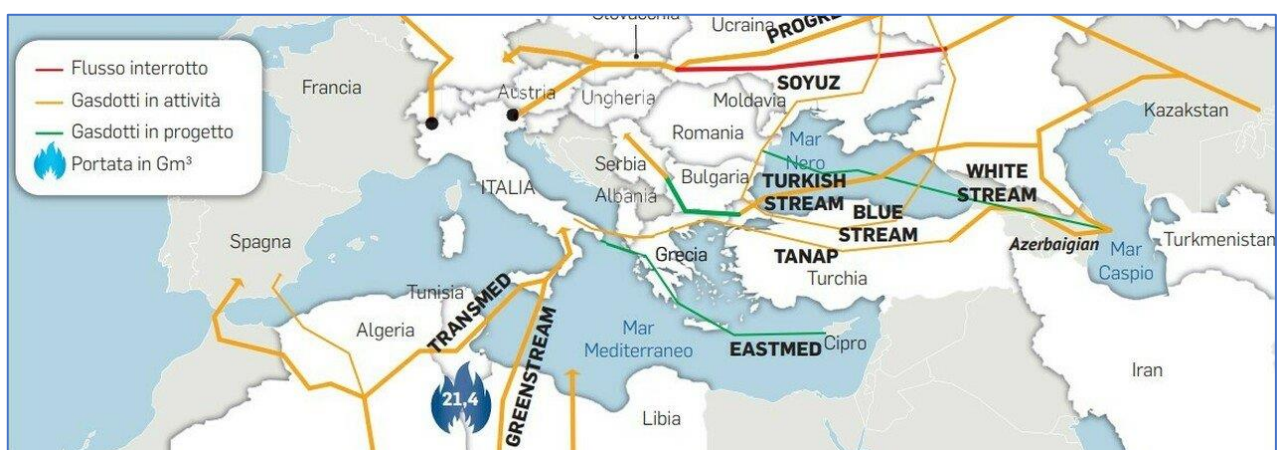 Slovacchia
Ucraina
Flusso interrotto
Gasdotti in attività
Gasdotti in progetto
Portata in Gm³
Francia
Austria
Ungheria
SOYUZ
Moldavia
Kazakstan
Romania
Mar
Nero
Serbia
Bulgaria
ITALIA
Albania
TURKISH
STREAM
WHITE
STREAM
BLUE
STREAM
Spagna
Grecia
TANAP
Azerbaigian
Mar
Caspio
Turkmenistan
Turchia
Tunisia
TRANSMED
Algeria
GREENSTREAM
Mar
Mediterraneo
EASTMED
Cipro
Iran
21,4
Libia